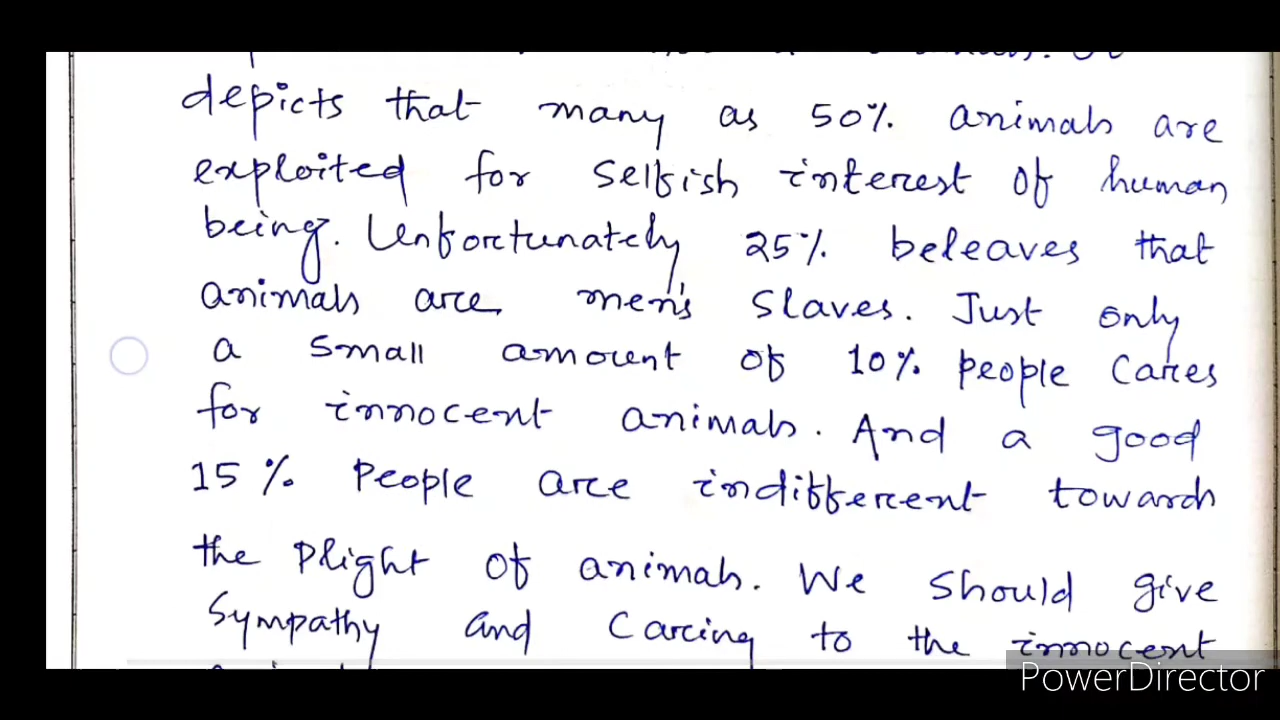 depicts that many as 50% animals are
exploited for selfish interest of human
being. Unfortunately 25% beleaves that
animals are men's slaves. Just only
a small amount of 10% people cares
for innocent animals. And a good
15% people are indifferent towards
the plight of animals. We should give
sympathy and caring to the innocent
PowerDirector